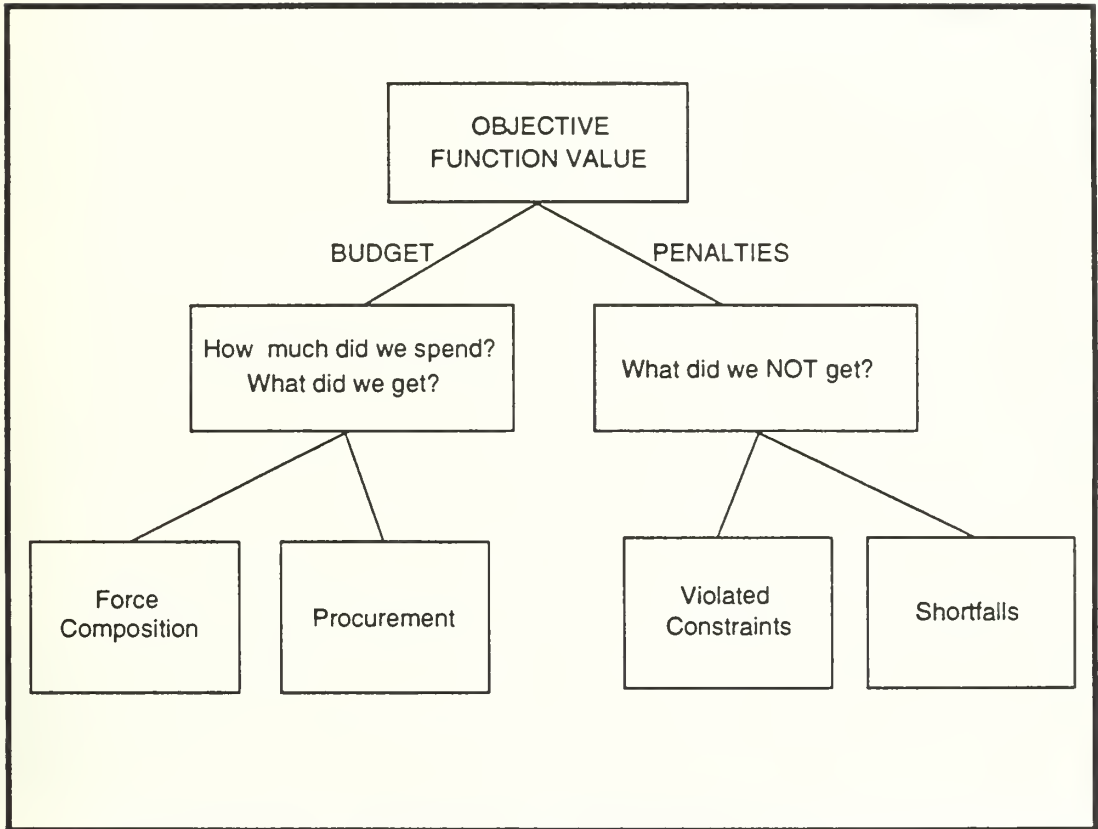 OBJECTIVE
FUNCTION VALUE
BUDGET
PENALTIES
How much did we spend?
What did we get?
What did we NOT get?
Force
Composition
Procurement
Violated
Constraints
Shortfalls